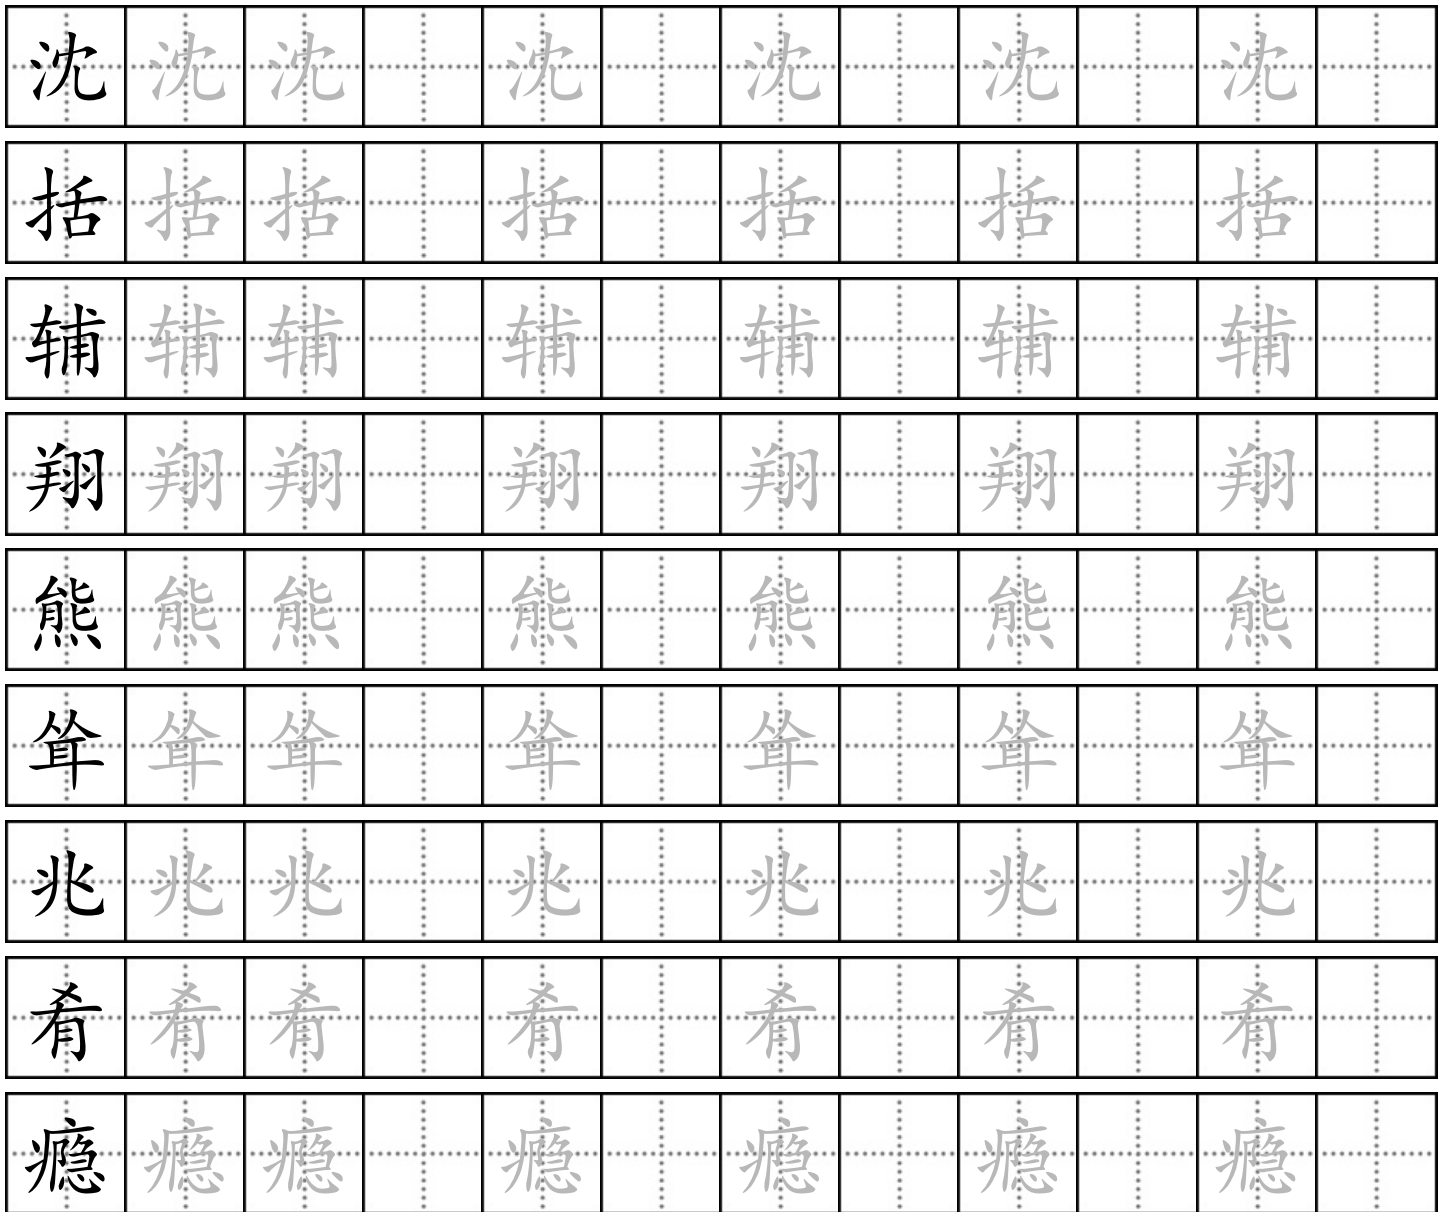 沈 沈 沈 沈 沈 沈 沈
括 括 括 括 括 括 括
辅 辅 辅 辅 辅 辅 辅
翔 翔 翔 翔 翔 翔 翔
熊 熊 熊 熊 熊 熊 熊
耸 耸 耸 耸 耸 耸 耸
兆 兆 兆 兆 兆 兆 兆
肴 肴 肴 肴 肴 肴 肴
瘾 瘾 瘾 瘾 瘾 瘾 瘾